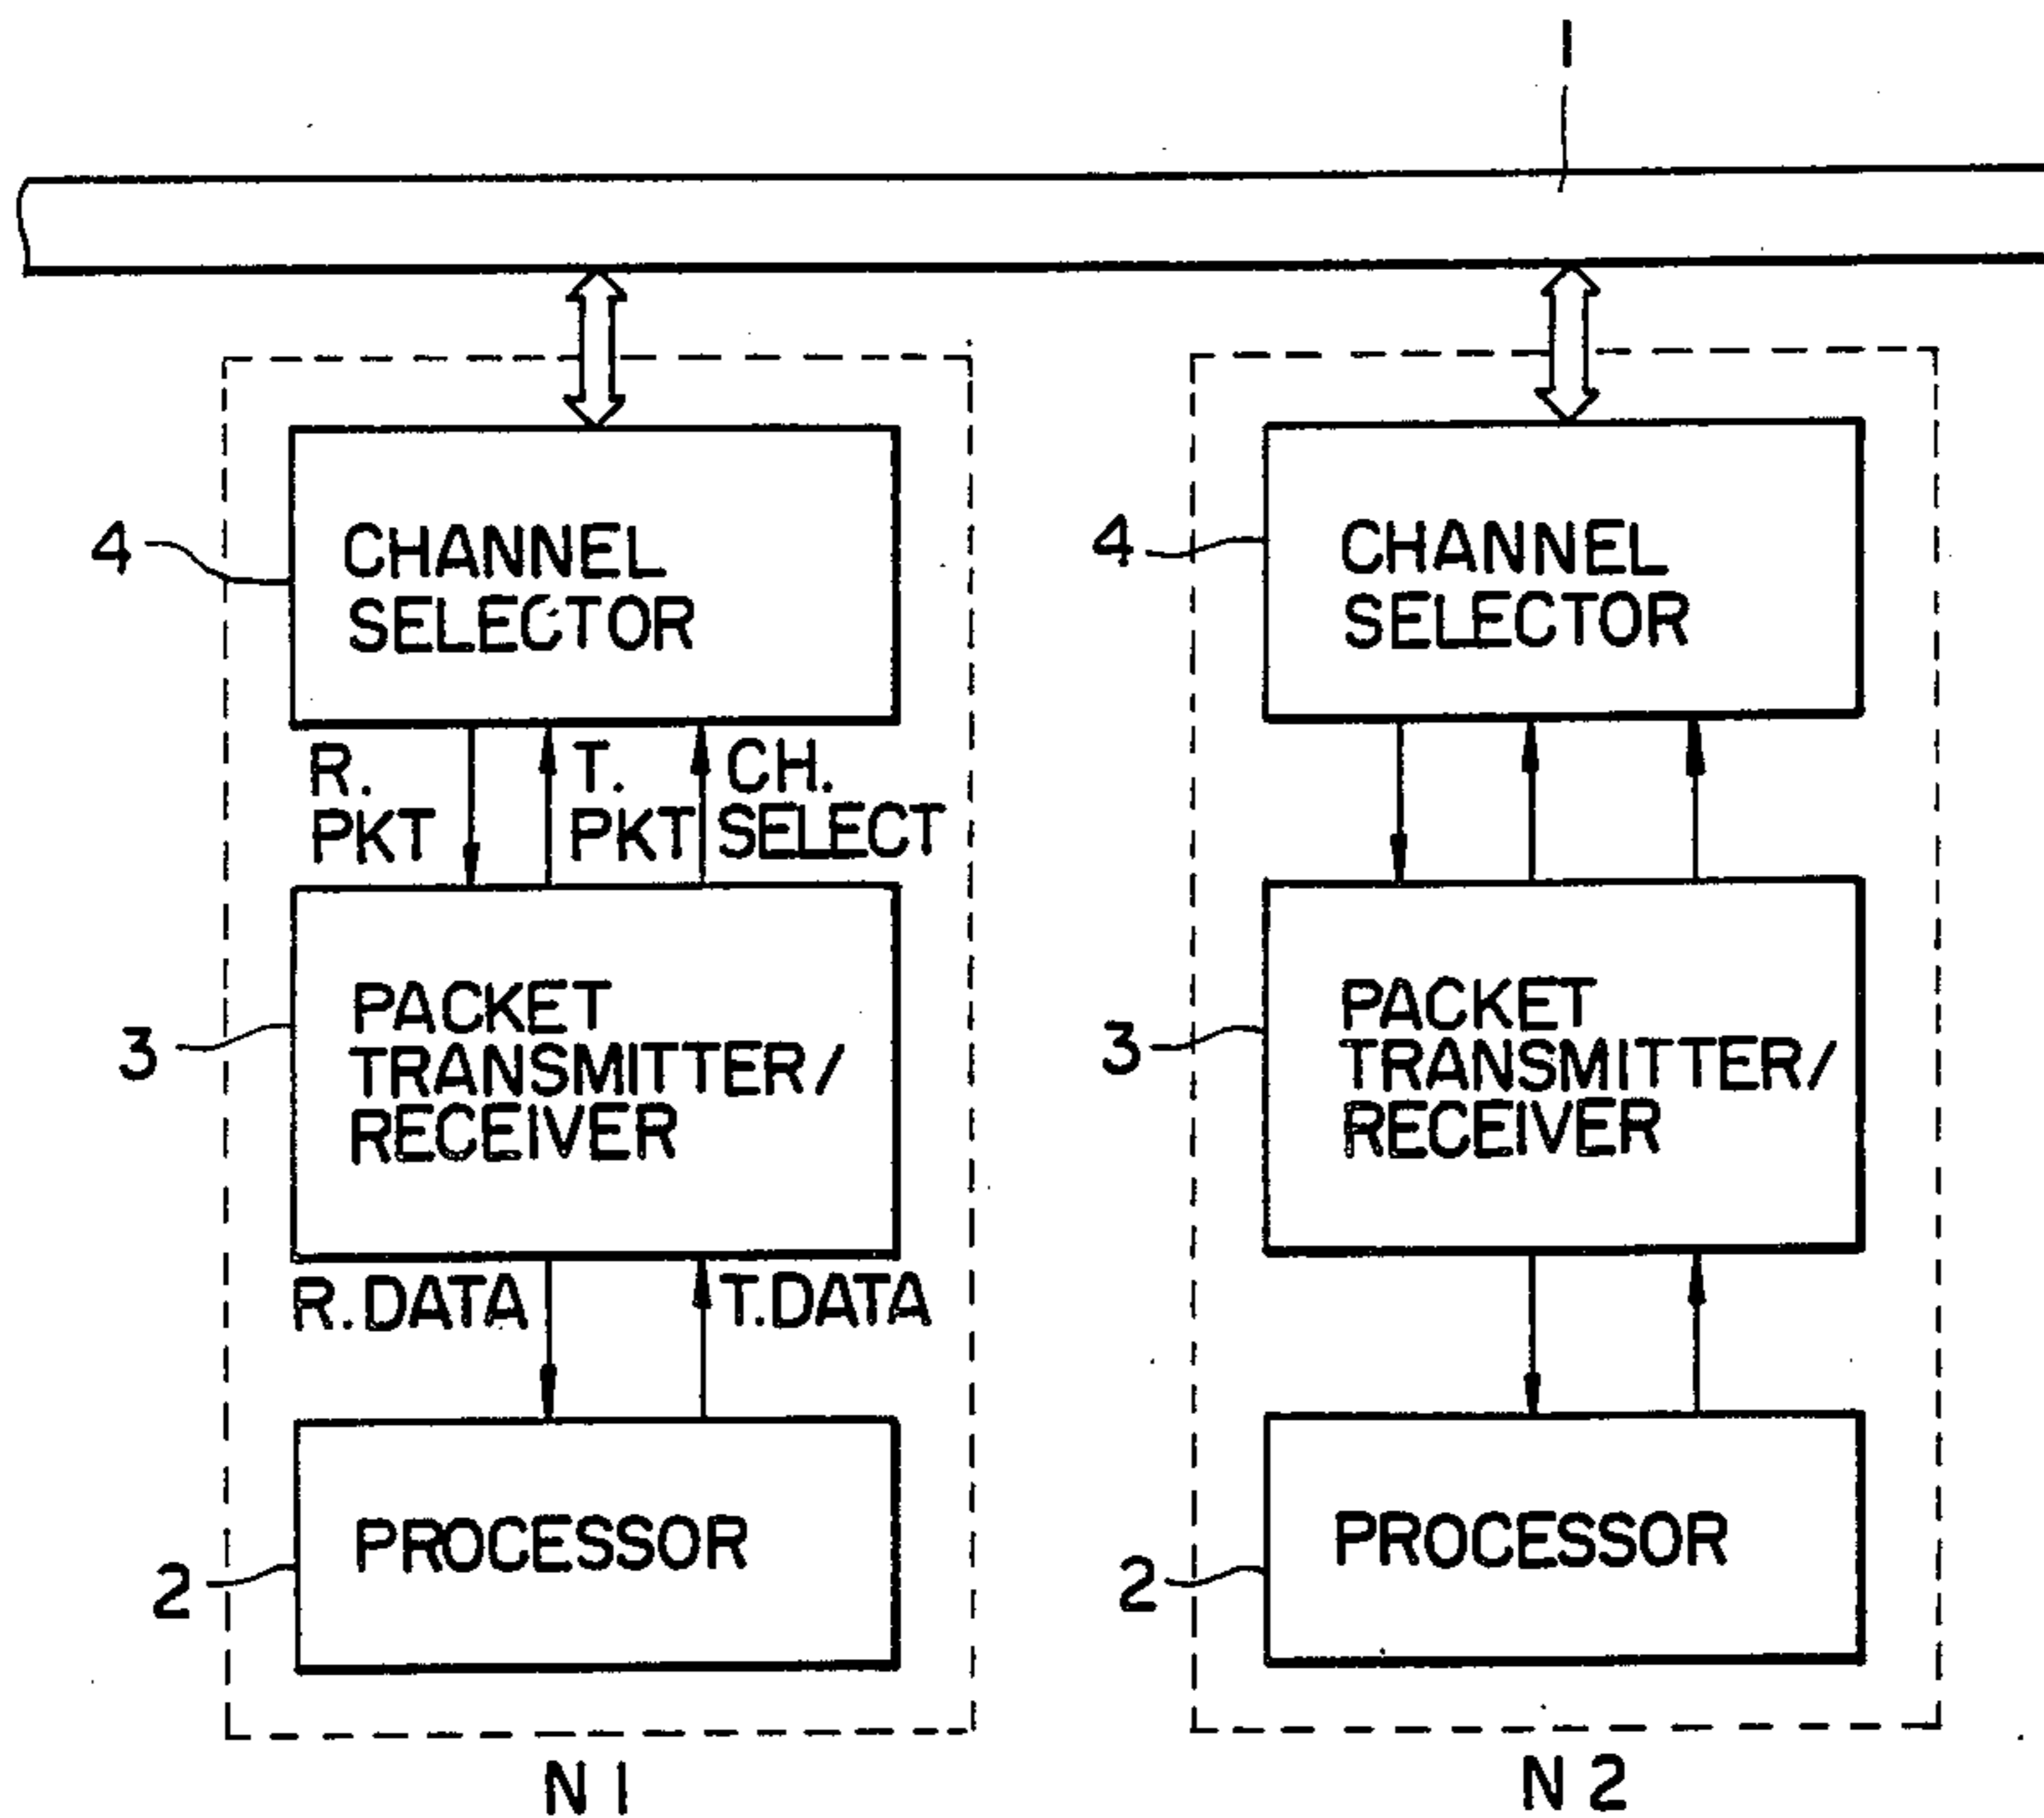 1
4
CHANNEL
SELECTOR
4
CHANNEL
SELECTOR
R.
PKT
T.
PKT
CH.
SELECT
3
PACKET
TRANSMITTER/
RECEIVER
3
PACKET
TRANSMITTER/
RECEIVER
R.DATA
T.DATA
2
PROCESSOR
2
PROCESSOR
N1
N2